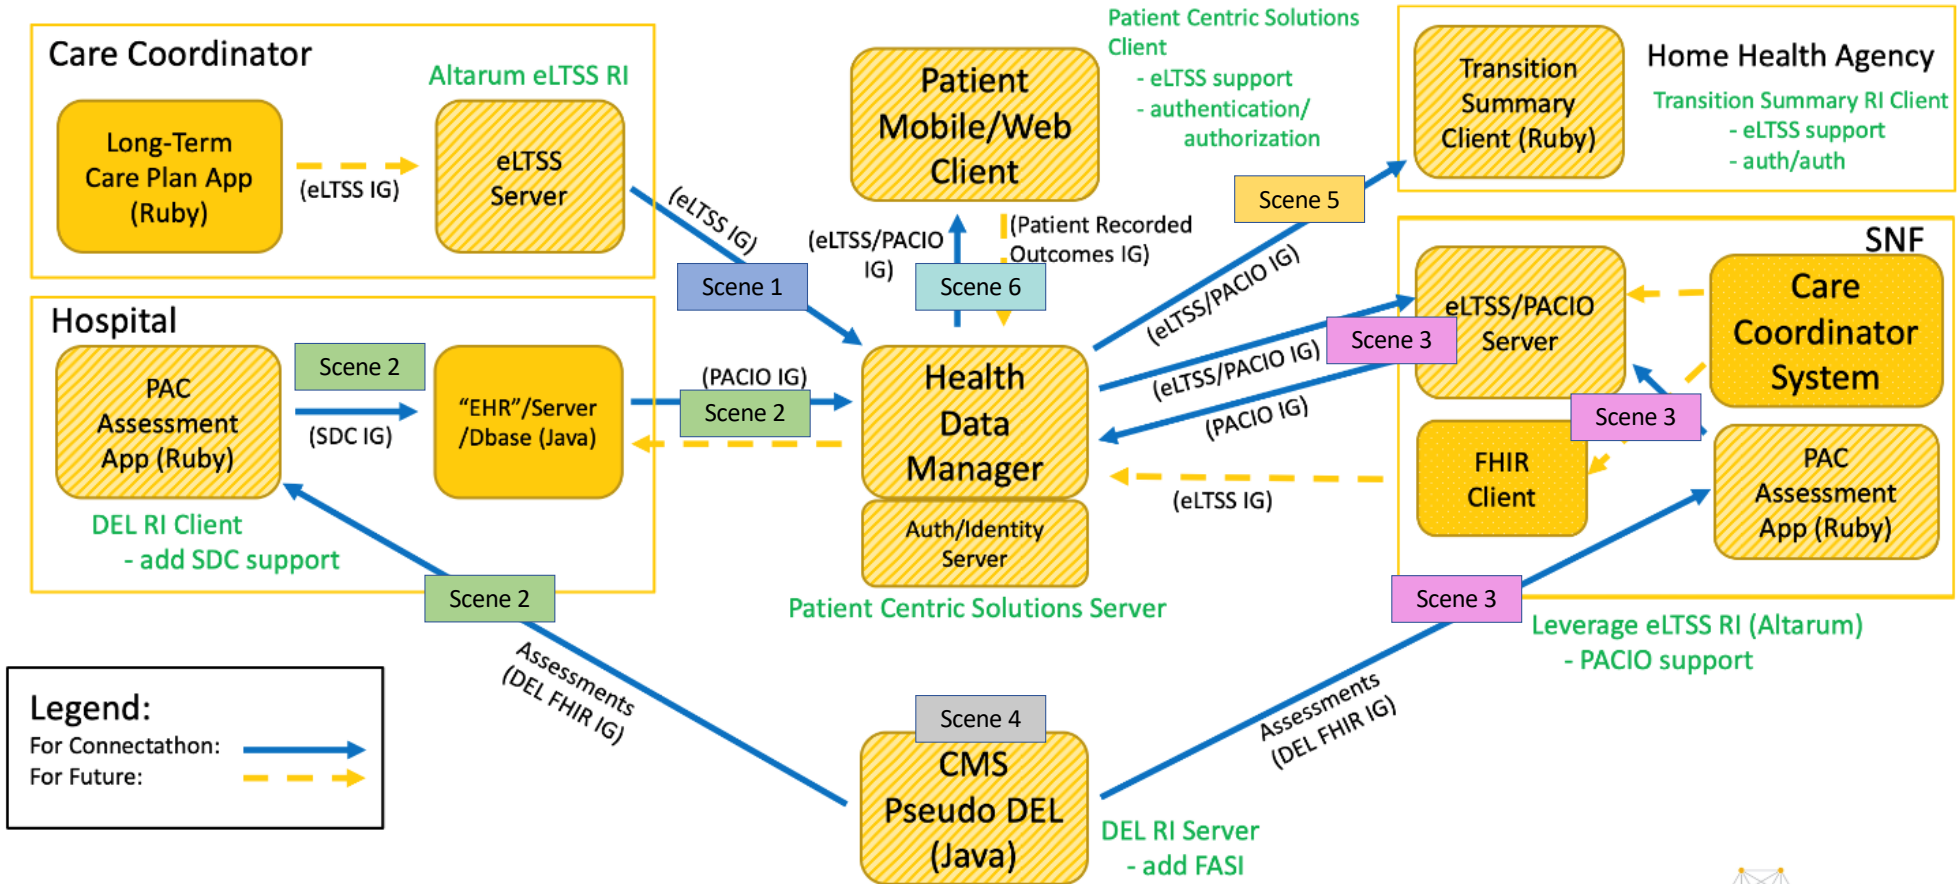 Care Coordinator
Altarum eLTSS RI
Long-Term
Care Plan App
(Ruby)
(eLTSS IG)
eLTSS
Server
(eLTSS IG)
Scene 1
Patient
Mobile/Web
Client
Patient Centric Solutions
Client
- eLTSS support
- authentication/
authorization
(eLTSS/PACIO
IG)
(Patient Recorded
Outcomes IG)
Scene 6
Transition
Summary
Client (Ruby)
Home Health Agency
Transition Summary RI Client
- eLTSS support
- auth/auth
Scene 5
(eLTSS/PACIO IG)
Hospital
PAC
Assessment
App (Ruby)
Scene 2
(SDC IG)
“EHR”/Server
/Dbase (Java)
(PACIO IG)
Scene 2
DEL RI Client
- add SDC support
Scene 2
Assessments
(DEL FHIR IG)
Health
Data
Manager
Auth/Identity
Server
Patient Centric Solutions Server
(eLTSS/PACIO IG)
Scene 3
(PACIO IG)
(eLTSS IG)
SNF
eLTSS/PACIO
Server
Care
Coordinator
System
Scene 3
FHIR
Client
PAC
Assessment
App (Ruby)
Scene 3
Leverage eLTSS RI (Altarum)
- PACIO support
Assessments
(DEL FHIR IG)
Scene 4
CMS
Pseudo DEL
(Java)
DEL RI Server
- add FASI
Legend:
For Connectathon:
For Future: